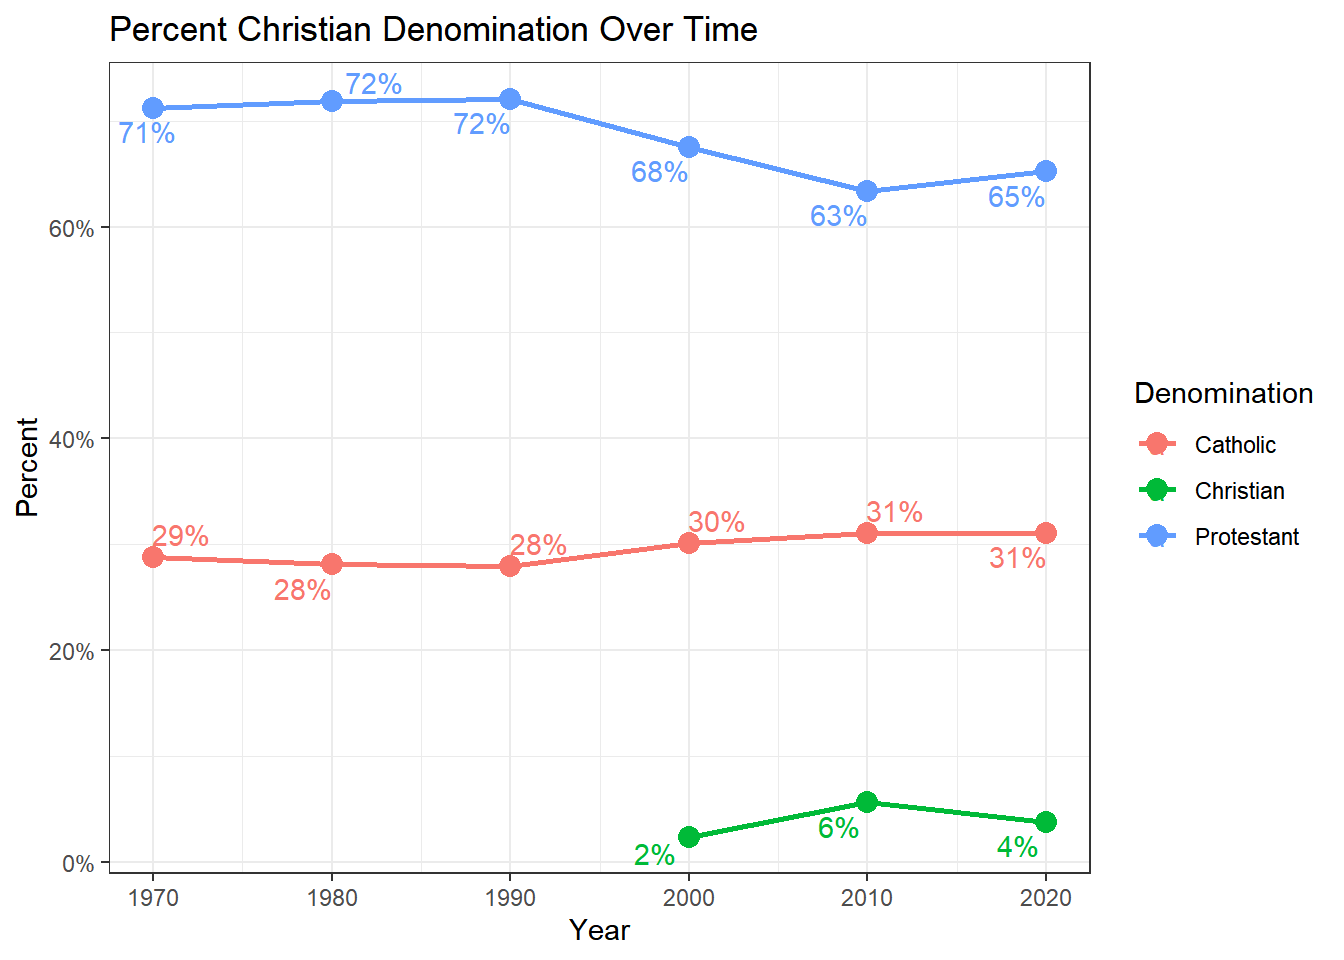 Percent Christian Denomination Over Time
72%
71%
72%
68%
65%
63%
60%
40%
Percent
29%
28%
28%
30%
31%
31%
20%
2%
6%
4%
0%
1970 1980 1990 2000 2010 2020
Year
Denomination
Catholic
Christian
Protestant